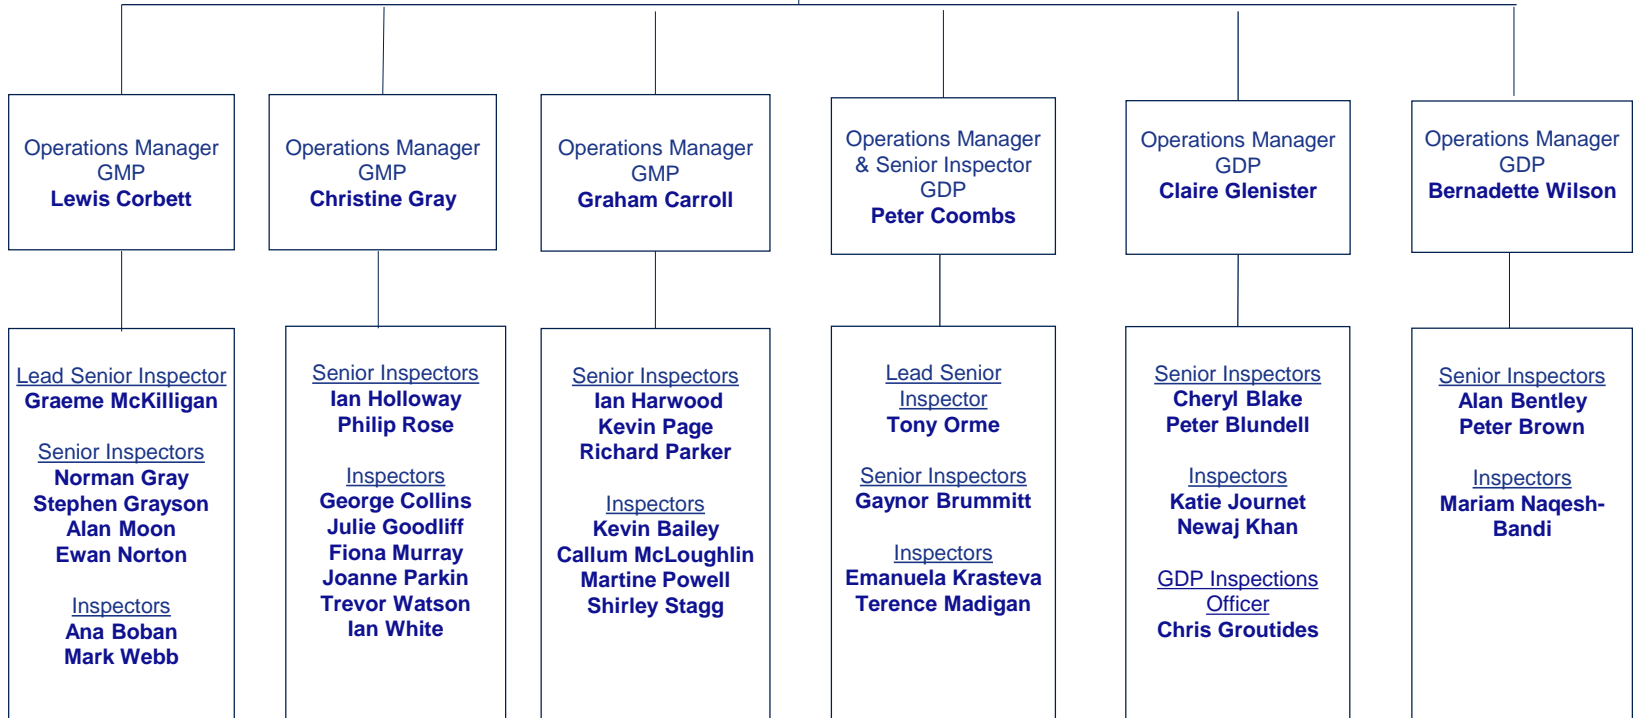 Operations Manager
GMP
Lewis Corbett
Operations Manager
GMP
Christine Gray
Operations Manager
GMP
Graham Carroll
Operations Manager
& Senior Inspector
GDP
Peter Coombs
Operations Manager
GDP
Claire Glenister
Operations Manager
GDP
Bernadette Wilson
Lead Senior Inspector
Graeme McKilligan
Senior Inspectors
Norman Gray
Stephen Grayson
Alan Moon
Ewan Norton
Inspectors
Ana Boban
Mark Webb
Senior Inspectors
Ian Holloway
Philip Rose
Inspectors
George Collins
Julie Goodliff
Fiona Murray
Joanne Parkin
Trevor Watson
Ian White
Senior Inspectors
Ian Harwood
Kevin Page
Richard Parker
Inspectors
Kevin Bailey
Callum McLoughlin
Martine Powell
Shirley Stagg
Lead Senior
Inspector
Tony Orme
Senior Inspectors
Gaynor Brummitt
Inspectors
Emanuela Krasteva
Terence Madigan
Senior Inspectors
Cheryl Blake
Peter Blundell
Inspectors
Katie Journet
Newaj Khan
GDP Inspections
Officer
Chris Groutides
Senior Inspectors
Alan Bentley
Peter Brown
Inspectors
Mariam Naqesh-
Bandi